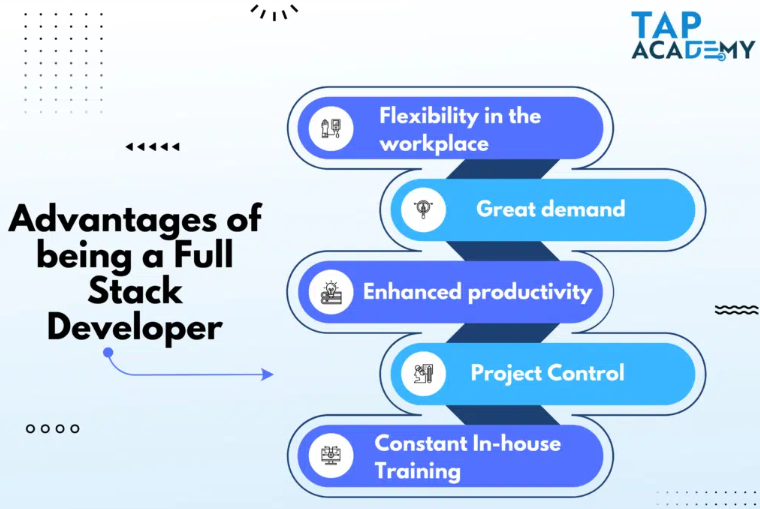 TAP
ACADEMY
Advantages of
being a Full
Stack
Developer
Flexibility in the
workplace
Great demand
Enhanced productivity
Project Control
Constant In-house
Training